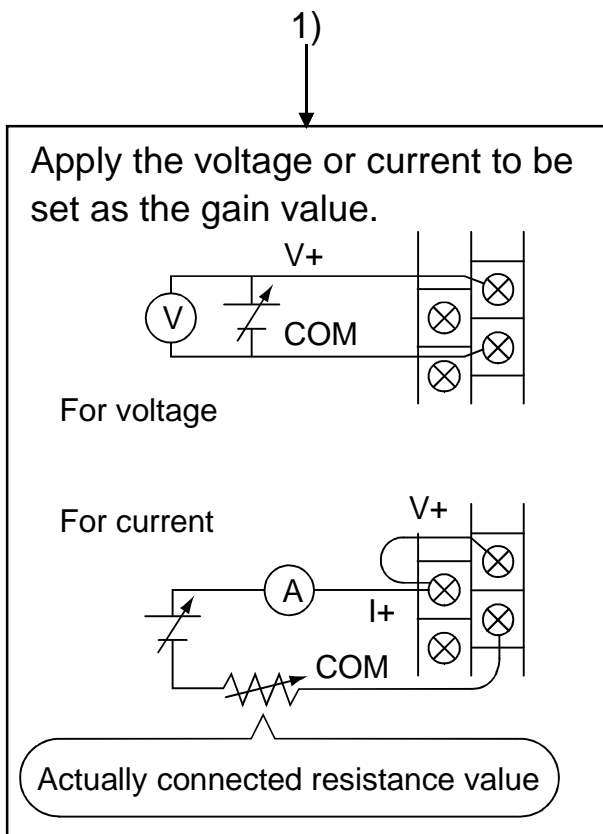 1)
Apply the voltage or current to be
set as the gain value.
V+
V
COM
For voltage
V+
For current
A
I+
COM
Actually connected resistance value